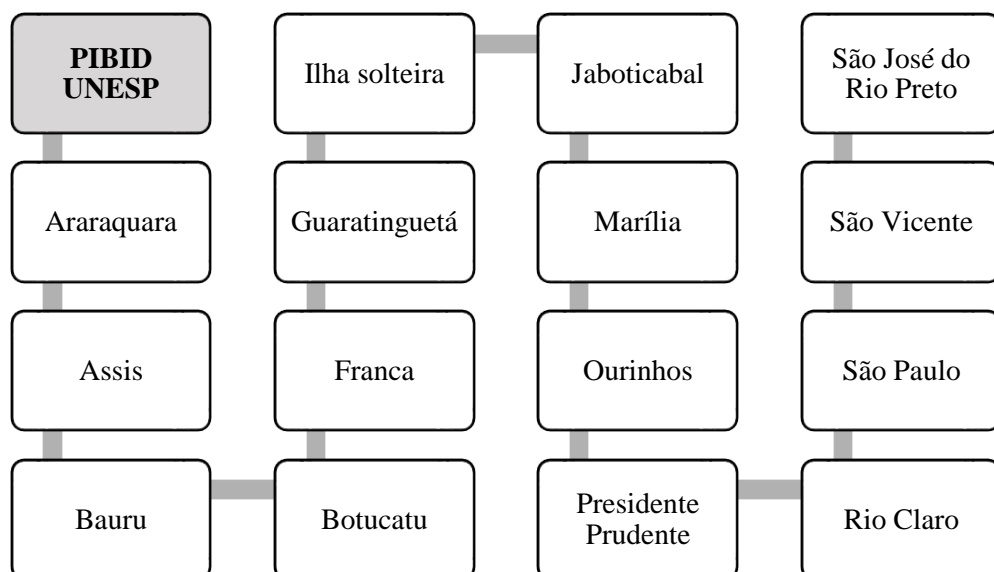 PIBID
UNESP
Araraquara
Assis
Bauru
Botucatu
Franca
Guaratinguetá
Ilha solteira
Jaboticabal
Marília
Ourinhos
Presidente
Prudente
Rio Claro
São Paulo
São Vicente
São José do
Rio Preto